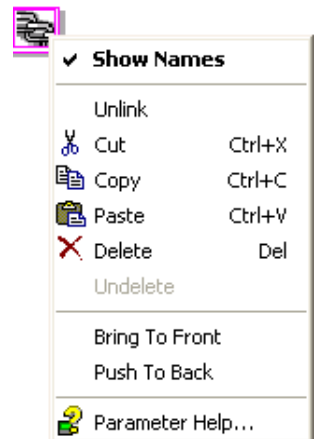 Show Names
Unlink
Cut Ctrl+X
Copy Ctrl+C
Paste Ctrl+V
Delete Del
Undelete
Bring To Front
Push To Back
Parameter Help...